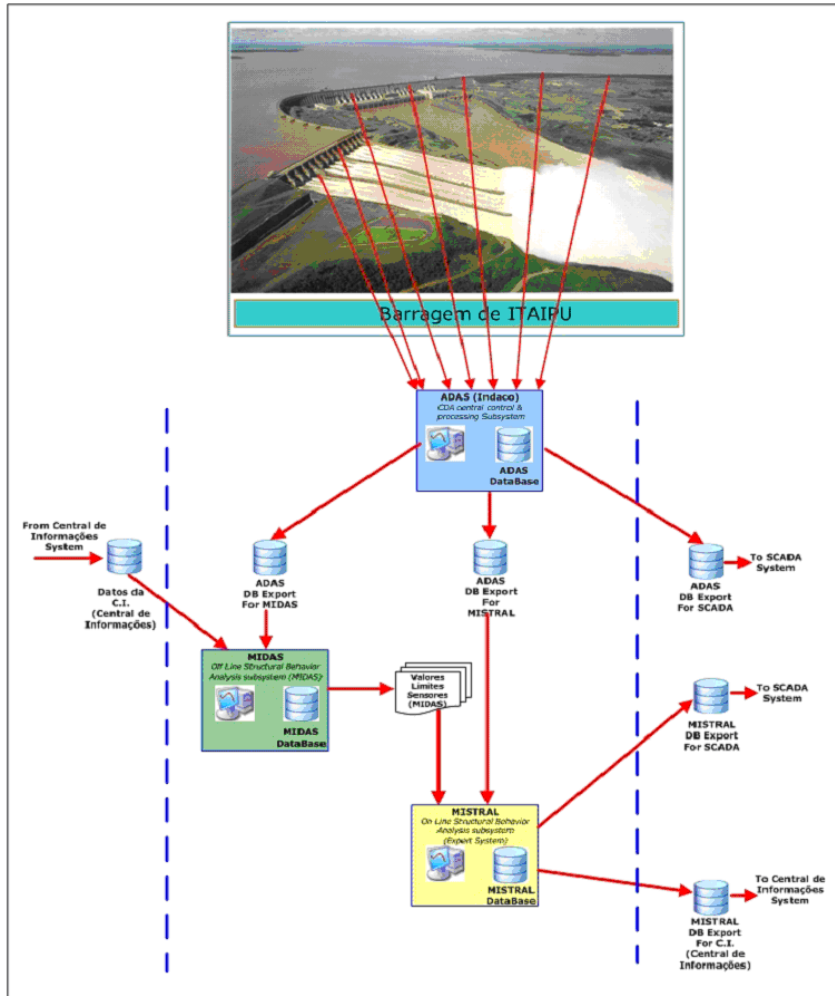 Barragem de ITAIPU
ADAS (Indaco)
CDA central control &
processing Subsystem
ADAS
DataBase
From Central de
Informações
System
Datos da
C.I.
(Central de
Informações)
ADAS
DB Export
For MIDAS
ADAS
DB Export
For
MISTRAL
ADAS
DB Export
For SCADA
To SCADA
System
MIDAS
Off Line Structural Behavior
Analysis subsystem (MIDAS)
MIDAS
DataBase
Valores
Limites
Sensores
(MIDAS)
MISTRAL
DB Export
For SCADA
To SCADA
System
MISTRAL
On Line Structural Behavior
Analysis subsystem
(Expert System)
MISTRAL
DataBase
MISTRAL
DB Export
For C.I.
(Central de
Informações)
To Central de
Informações
System